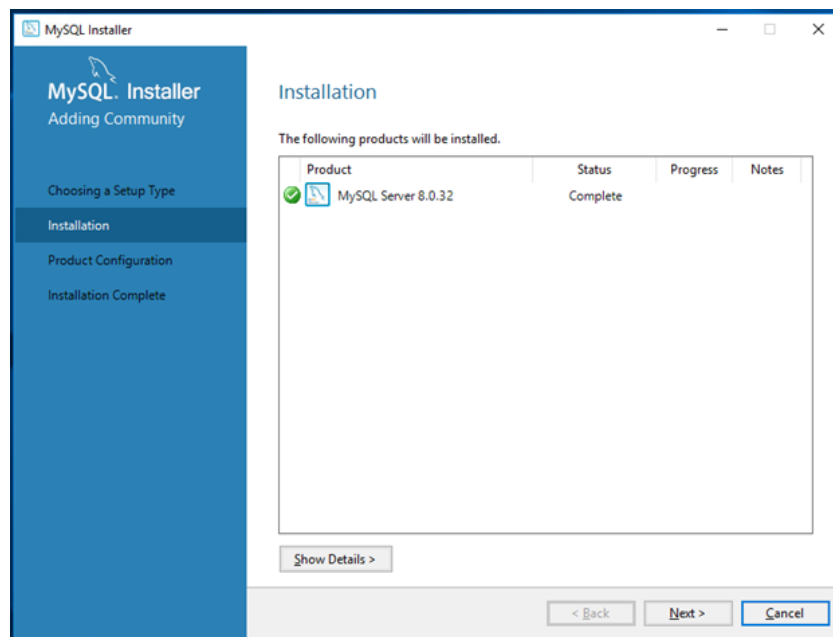 MySQL Installer
MySQL. Installer
Adding Community
Choosing a Setup Type
Installation
Product Configuration
Installation Complete
Installation
The following products will be installed.
Product Status Progress Notes
MySQL Server 8.0.32 Complete
Show Details >
< Back Next > Cancel